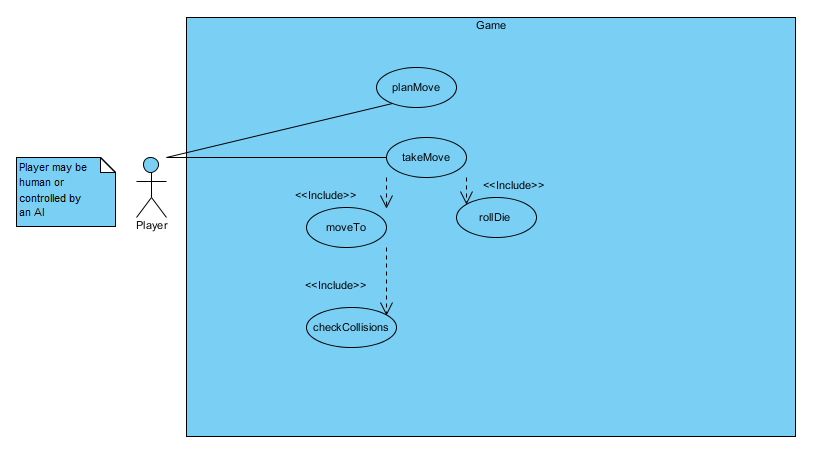 Game
planMove
takeMove
Player may be
human or
controlled by
an AI
Player
<<Include>>
<<Include>>
moveTo
rollDie
<<Include>>
checkCollisions